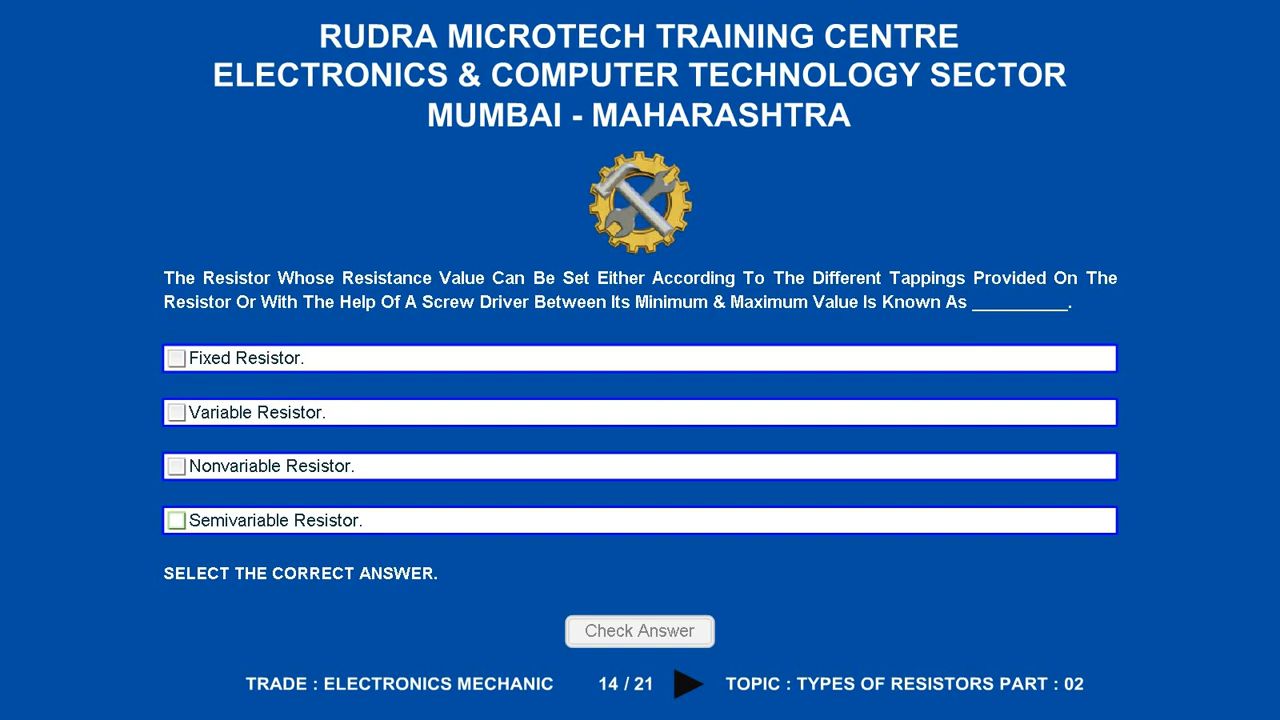 RUDRA MICROTECH TRAINING CENTRE
ELECTRONICS & COMPUTER TECHNOLOGY SECTOR
MUMBAI - MAHARASHTRA
The Resistor Whose Resistance Value Can Be Set Either According To The Different Tappings Provided On The
Resistor Or With The Help Of A Screw Driver Between Its Minimum & Maximum Value Is Known As __________.
Fixed Resistor.
Variable Resistor.
Nonvariable Resistor.
Semivariable Resistor.
SELECT THE CORRECT ANSWER.
Check Answer
TRADE : ELECTRONICS MECHANIC 14 / 21 TOPIC : TYPES OF RESISTORS PART : 02